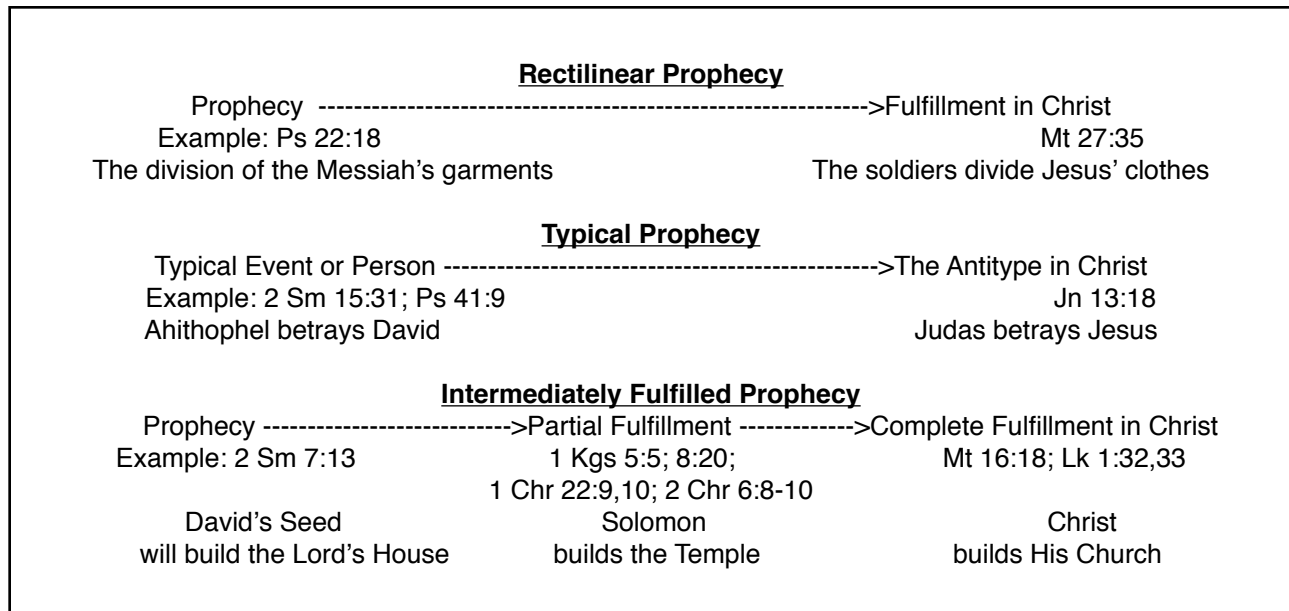 Rectilinear Prophecy
Prophecy -------------------------------------------------------------->Fulfillment in Christ
Example: Ps 22:18 Mt 27:35
The division of the Messiah’s garments The soldiers divide Jesus’ clothes
Typical Prophecy
Typical Event or Person ------------------------------------------------->The Antitype in Christ
Example: 2 Sm 15:31; Ps 41:9 Jn 13:18
Ahithophel betrays David Judas betrays Jesus
Intermediately Fulfilled Prophecy
Prophecy ---------------------------->Partial Fulfillment ------------->Complete Fulfillment in Christ
Example: 2 Sm 7:13 1 Kgs 5:5; 8:20; Mt 16:18; Lk 1:32,33
1 Chr 22:9,10; 2 Chr 6:8-10
David’s Seed Solomon Christ
will build the Lord’s House builds the Temple builds His Church